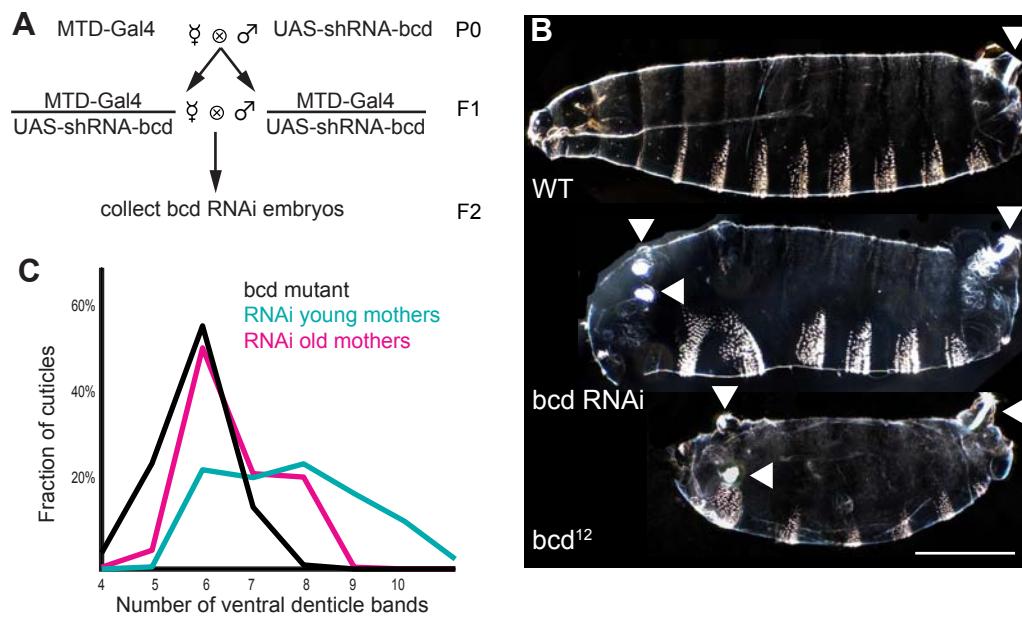 A
MTD-Gal4 ☿ ⊗ ♂ UAS-shRNA-bcd P0
MTD-Gal4 MTD-Gal4
☿ ⊗ ♂ F1
UAS-shRNA-bcd UAS-shRNA-bcd
collect bcd RNAi embryos F2
B
WT
bcd RNAi
bcd12
C
bcd mutant
RNAi young mothers
RNAi old mothers
60%
40%
20%
Fraction of cuticles
4 5 6 7 8 9 10
Number of ventral denticle bands